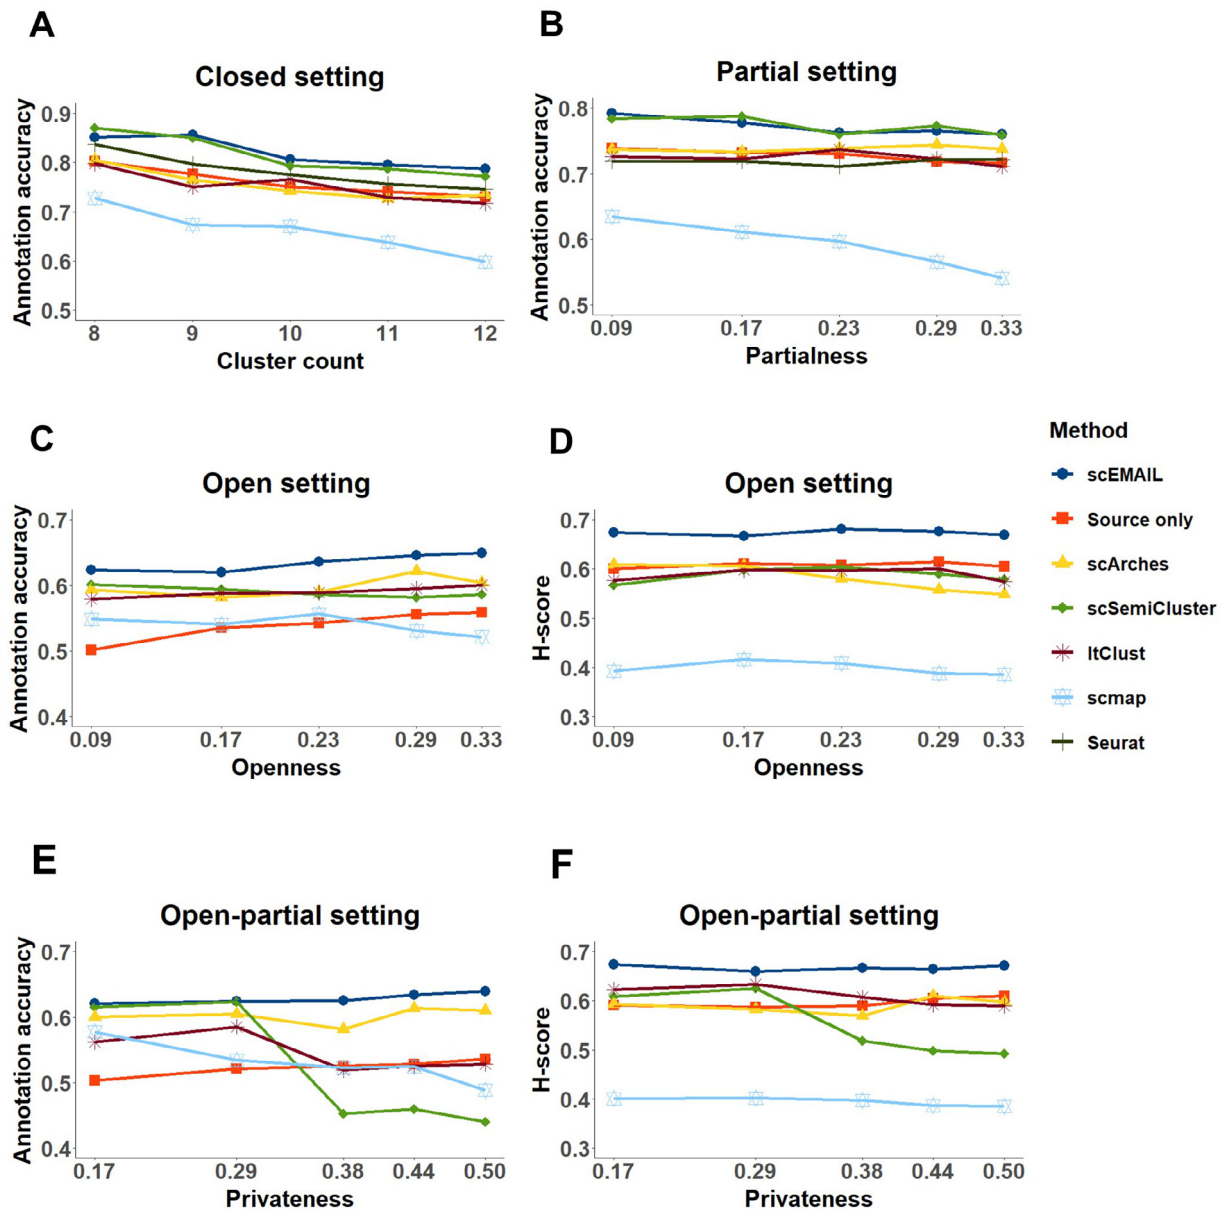 A
B
Closed setting
Partial setting
Annotation accuracy
0.9
0.8
0.7
0.6
0.5
8
9
10
11
12
Cluster count
Annotation accuracy
0.8
0.7
0.6
0.5
0.09
0.17
0.23
0.29
0.33
Partialness
C
D
Open setting
Open setting
Annotation accuracy
0.7
0.6
0.5
0.4
0.09
0.17
0.23
0.29
0.33
Openness
H-score
0.7
0.6
0.5
0.4
0.3
0.09
0.17
0.23
0.29
0.33
Openness
Method
scEMAIL
Source only
scArches
scSemiCluster
ItClust
scmap
Seurat
E
F
Open-partial setting
Open-partial setting
Annotation accuracy
0.7
0.6
0.5
0.4
0.17
0.29
0.38
0.44
0.50
Privateness
H-score
0.7
0.6
0.5
0.4
0.3
0.17
0.29
0.38
0.44
0.50
Privateness